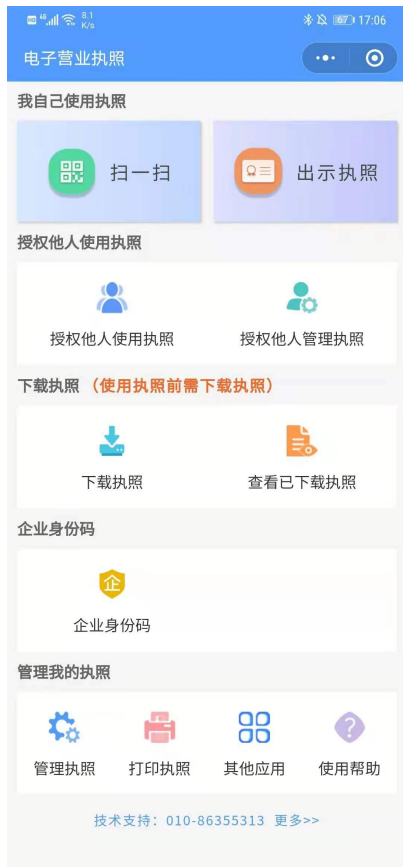 HD 46 8.1 K/s 67 17:06
电子营业执照
我自己使用执照
扫一扫 出示执照
授权他人使用执照
授权他人使用执照 授权他人管理执照
下载执照 (使用执照前需下载执照)
下载执照 查看已下载执照
企业身份码
企
企业身份码
管理我的执照
管理执照 打印执照 其他应用 使用帮助
技术支持: 010-86355313 更多>>